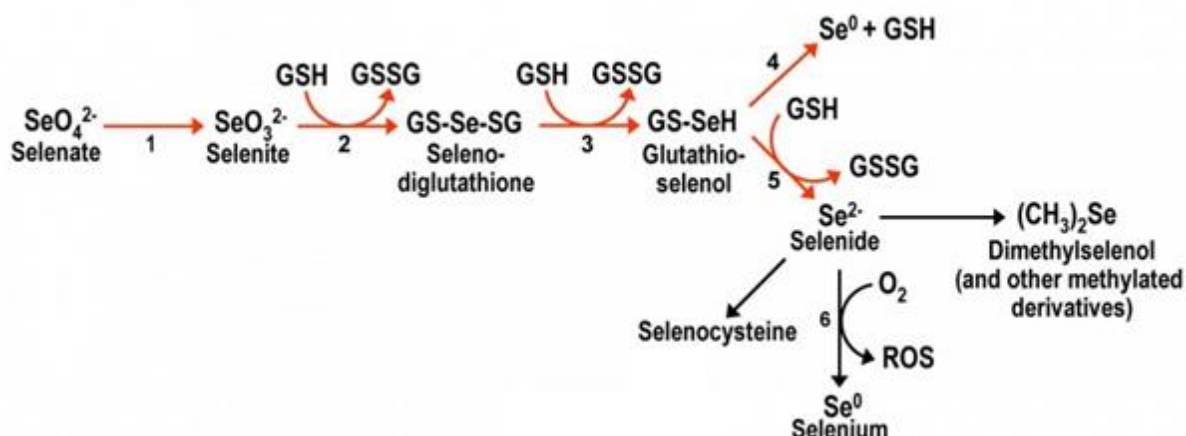 Se⁰ + GSH
4
GSH GSSG GSH GSSG
GSH
SeO₄²⁻ SeO₃²⁻ GS-Se-SG GS-SeH
Selenate 1 Selenite 2 Seleno- 3 Glutathio-
diglutathione selenol 5 GSSG
Se²⁻ (CH₃)₂Se
Selenide Dimethylselenol
(and other methylated
derivatives)
O₂
Selenocysteine 6
ROS
Se⁰
Selenium